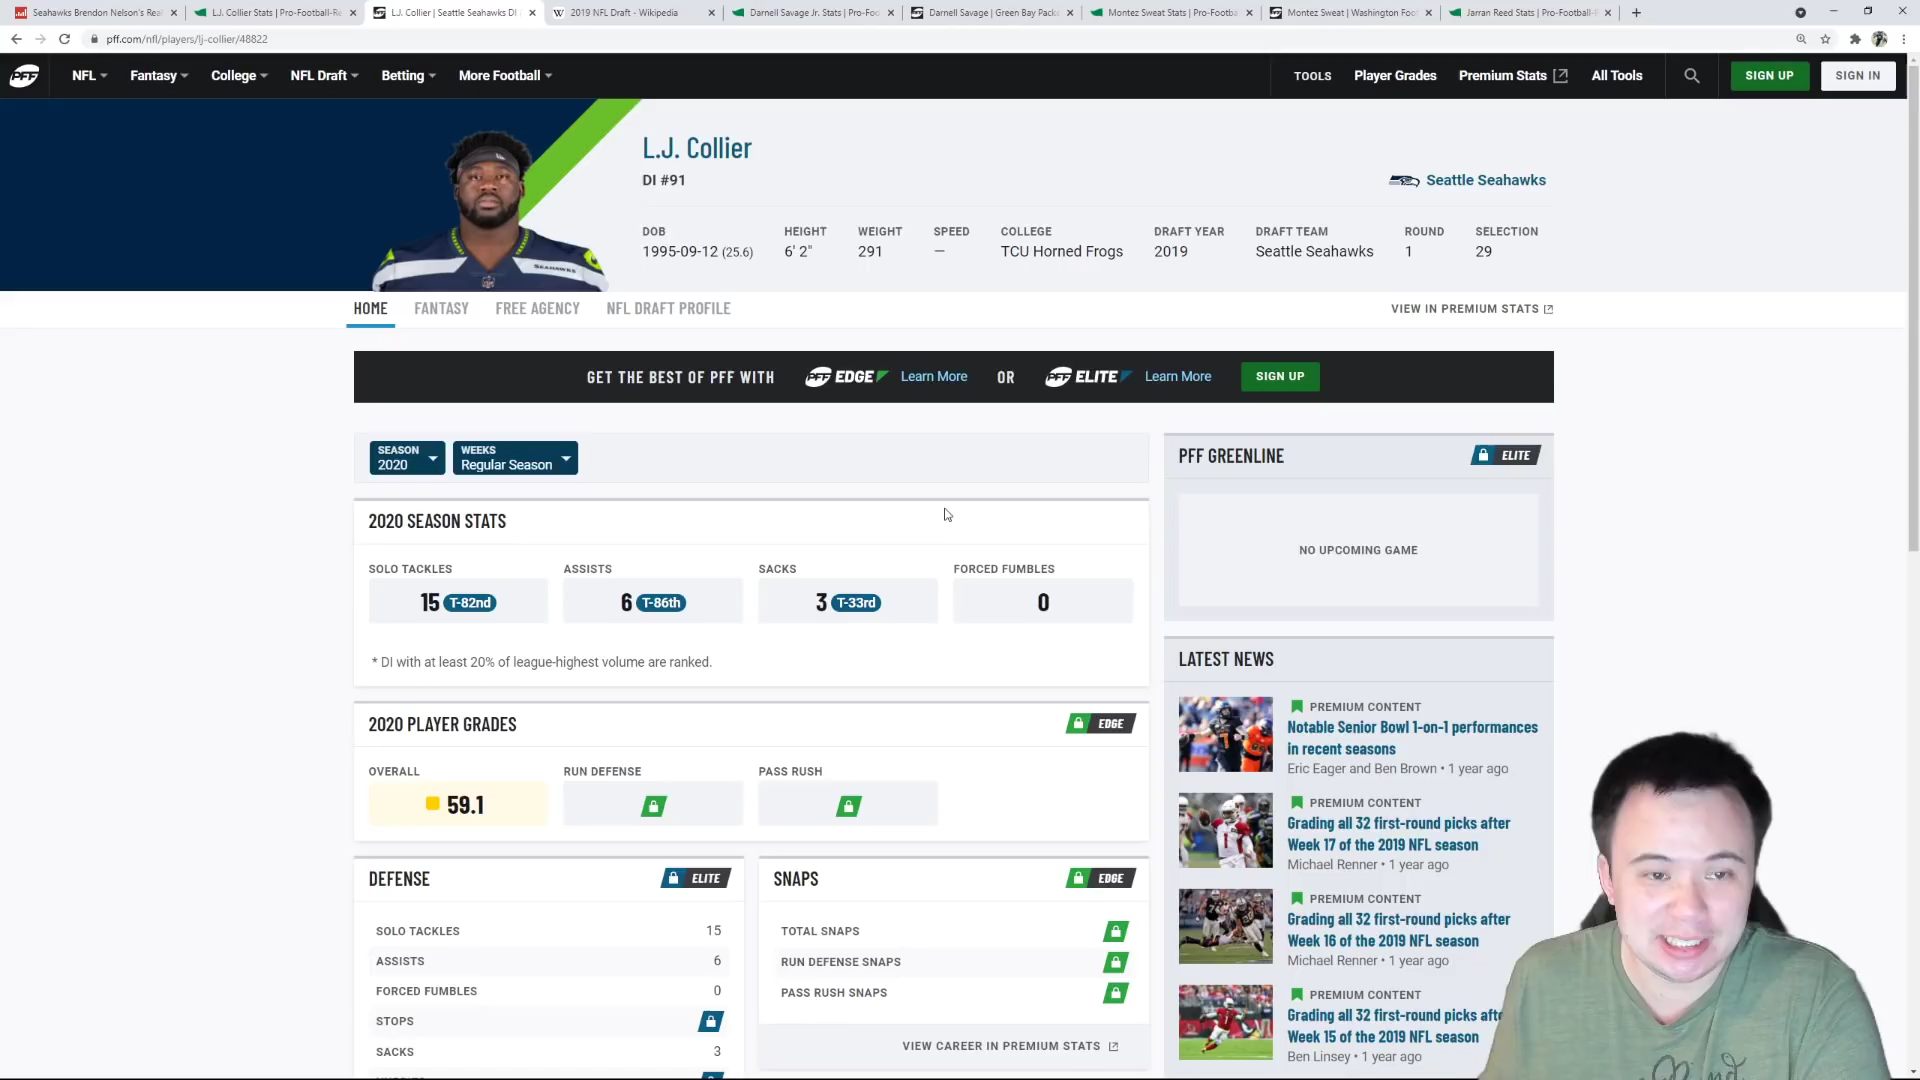 Seahawks Brendon Nelson's Rea
L.J. Collier Stats | Pro-Football-Re
L.J. Collier | Seattle Seahawks DI
2019 NFL Draft - Wikipedia
Darnell Savage Jr. Stats | Pro-Foo
Darnell Savage | Green Bay Pack
Montez Sweat Stats | Pro-Footba
Montez Sweat | Washington Foo
Jarran Reed Stats | Pro-Football-
pff.com/nfl/players/lj-collier/48822
PFF
NFL
Fantasy
College
NFL Draft
Betting
More Football
TOOLS
Player Grades
Premium Stats
All Tools
SIGN UP
SIGN IN
L.J. Collier
DI #91
Seattle Seahawks
DOB
HEIGHT
WEIGHT
SPEED
COLLEGE
DRAFT YEAR
DRAFT TEAM
ROUND
SELECTION
1995-09-12 (25.6)
6' 2"
291
—
TCU Horned Frogs
2019
Seattle Seahawks
1
29
SEAHAWKS
HOME
FANTASY
FREE AGENCY
NFL DRAFT PROFILE
VIEW IN PREMIUM STATS
GET THE BEST OF PFF WITH
PFF EDGE
Learn More
OR
PFF ELITE
Learn More
SIGN UP
SEASON
2020
WEEKS
Regular Season
2020 SEASON STATS
SOLO TACKLES
ASSISTS
SACKS
FORCED FUMBLES
15 T-82nd
6 T-86th
3 T-33rd
0
* DI with at least 20% of league-highest volume are ranked.
2020 PLAYER GRADES
EDGE
OVERALL
RUN DEFENSE
PASS RUSH
59.1
DEFENSE
ELITE
SOLO TACKLES
15
ASSISTS
6
FORCED FUMBLES
0
STOPS
SACKS
3
SNAPS
EDGE
TOTAL SNAPS
RUN DEFENSE SNAPS
PASS RUSH SNAPS
VIEW CAREER IN PREMIUM STATS
PFF GREENLINE
ELITE
NO UPCOMING GAME
LATEST NEWS
PREMIUM CONTENT
Notable Senior Bowl 1-on-1 performances
in recent seasons
Eric Eager and Ben Brown • 1 year ago
PREMIUM CONTENT
Grading all 32 first-round picks after
Week 17 of the 2019 NFL season
Michael Renner • 1 year ago
PREMIUM CONTENT
Grading all 32 first-round picks after
Week 16 of the 2019 NFL season
Michael Renner • 1 year ago
PREMIUM CONTENT
Grading all 32 first-round picks afte
Week 15 of the 2019 NFL season
Ben Linsey • 1 year ago